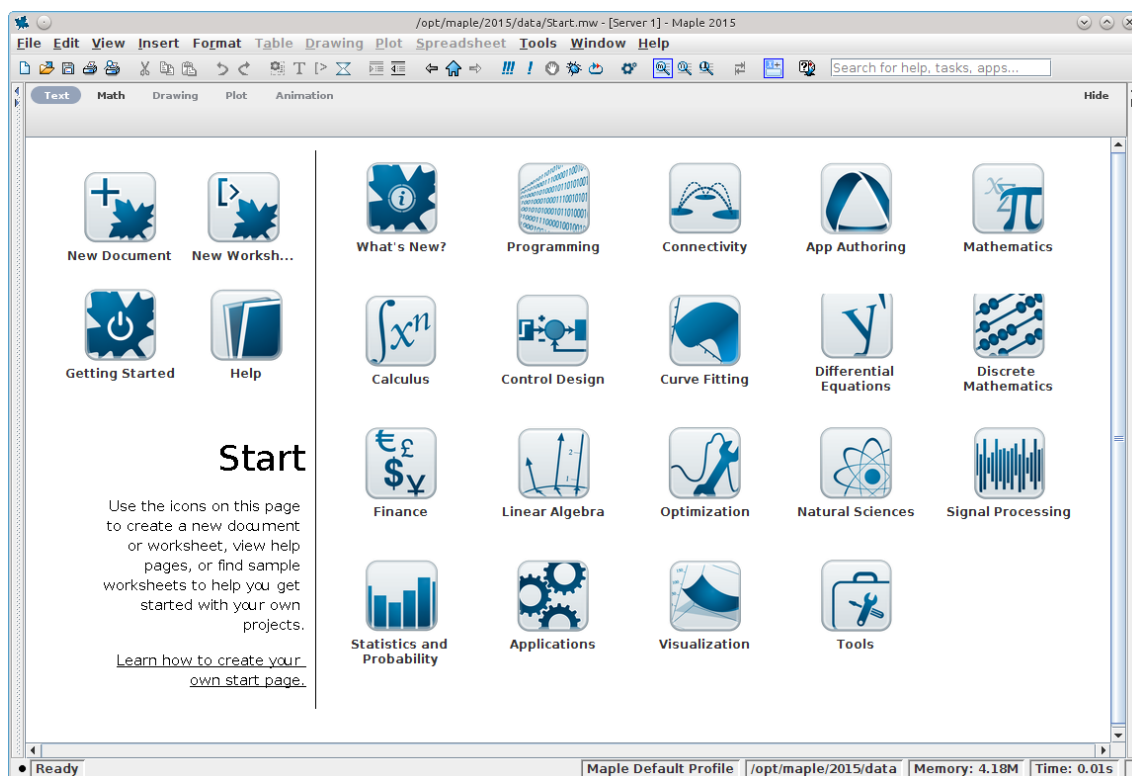 /opt/maple/2015/data/Start.mw - [Server 1] - Maple 2015
File Edit View Insert Format Table Drawing Plot Spreadsheet Tools Window Help
Search for help, tasks, apps...
Text Math Drawing Plot Animation Hide
New Document New Worksh...
Getting Started Help
Start
Use the icons on this page
to create a new document
or worksheet, view help
pages, or find sample
worksheets to help you get
started with your own
projects.
Learn how to create your
own start page.
What's New? Programming Connectivity App Authoring Mathematics
Calculus Control Design Curve Fitting Differential Equations Discrete Mathematics
Finance Linear Algebra Optimization Natural Sciences Signal Processing
Statistics and Probability Applications Visualization Tools
Ready Maple Default Profile /opt/maple/2015/data Memory: 4.18M Time: 0.01s